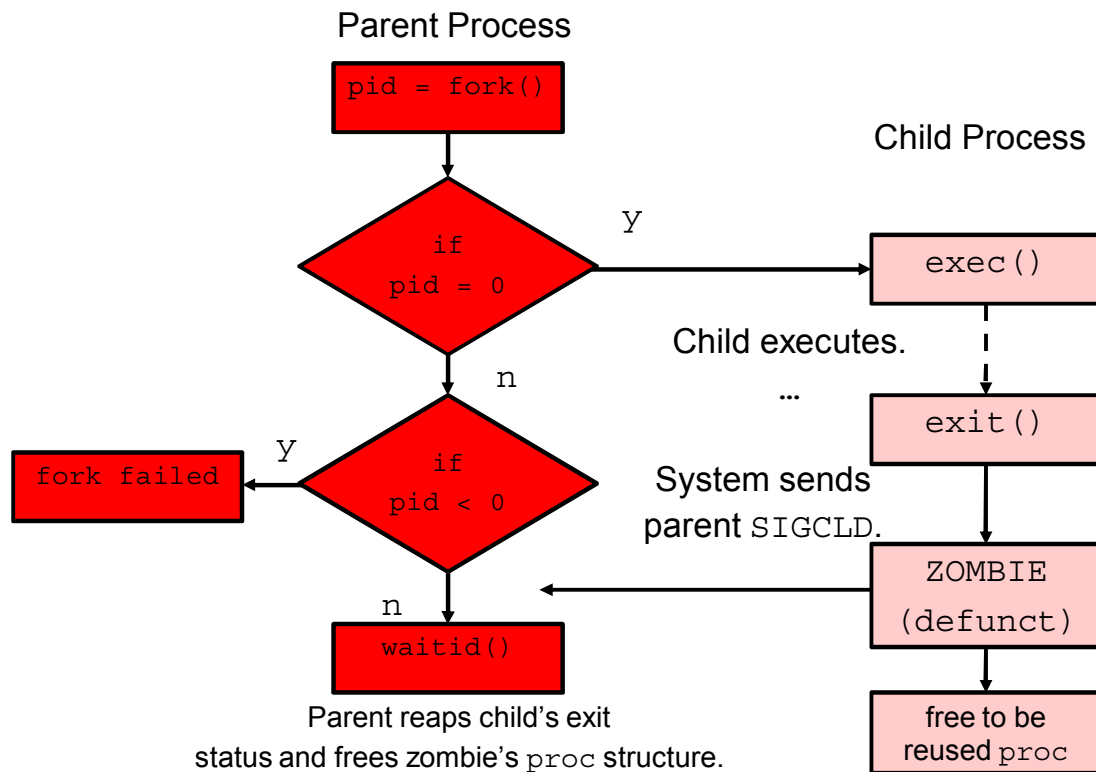 Parent Process
pid = fork()
Child Process
if
pid = 0
y
exec()
Child executes.
…
n
exit()
if
pid < 0
y
fork failed
System sends
parent SIGCLD.
ZOMBIE
(defunct)
n
waitid()
Parent reaps child’s exit
status and frees zombie’s proc structure.
free to be
reused proc